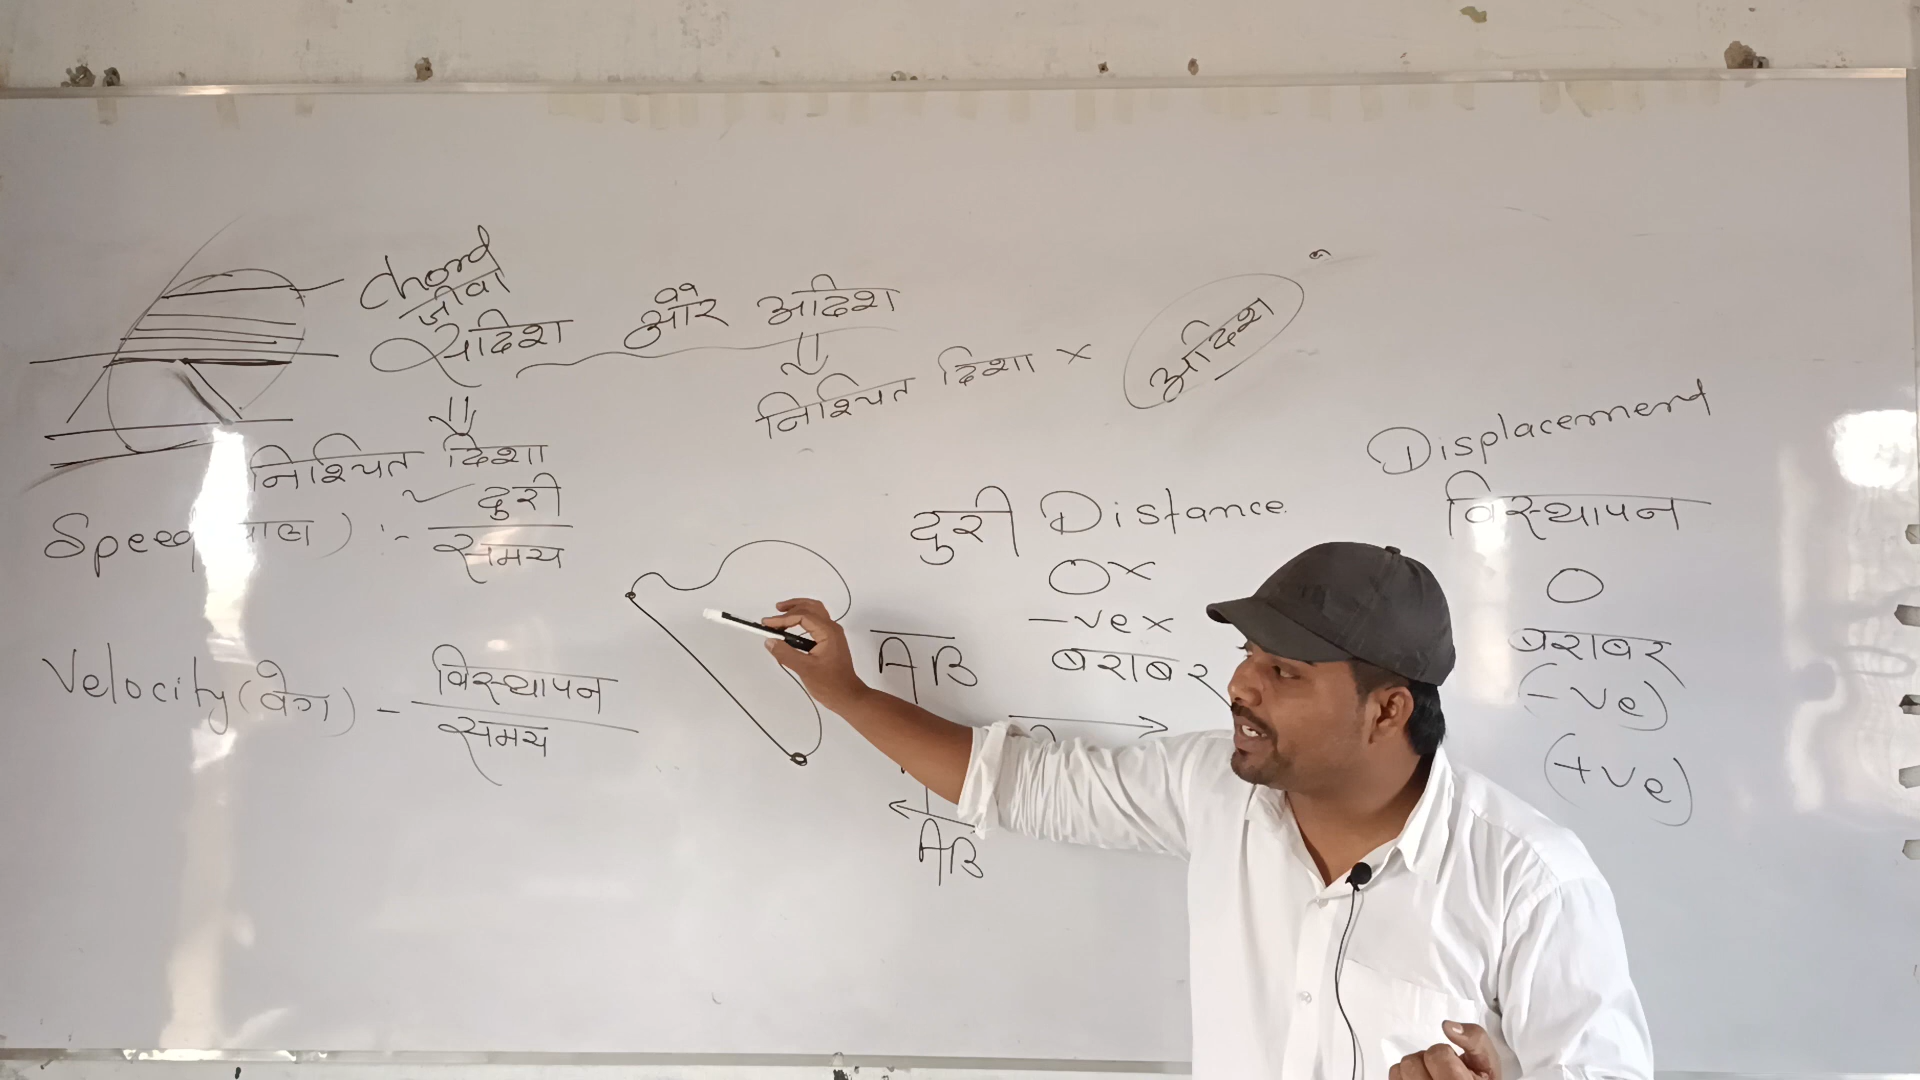 Chord
जीवा
सदिश और अदिश
निश्चित दिशा
निश्चित दिशा ×
अदिश
Speed ( ) :- दुरी
समय
Velocity (वेग) - विस्थापन
समय
दुरी Distance
0×
-ve ×
बराबर
AB
AB
Displacement
विस्थापन
0
बराबर
(-ve)
(+ve)